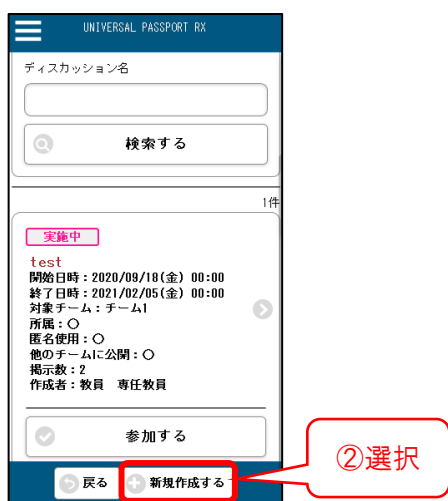 UNIVERSAL PASSPORT RX
ディスカッション名
検索する
1件
実施中
test
開始日時：2020/09/18(金) 00:00
終了日時：2021/02/05(金) 00:00
対象チーム：チーム1
所属：〇
匿名使用：〇
他のチームに公開：〇
掲示数：2
作成者：教員　専任教員
参加する
戻る
新規作成する
②選択